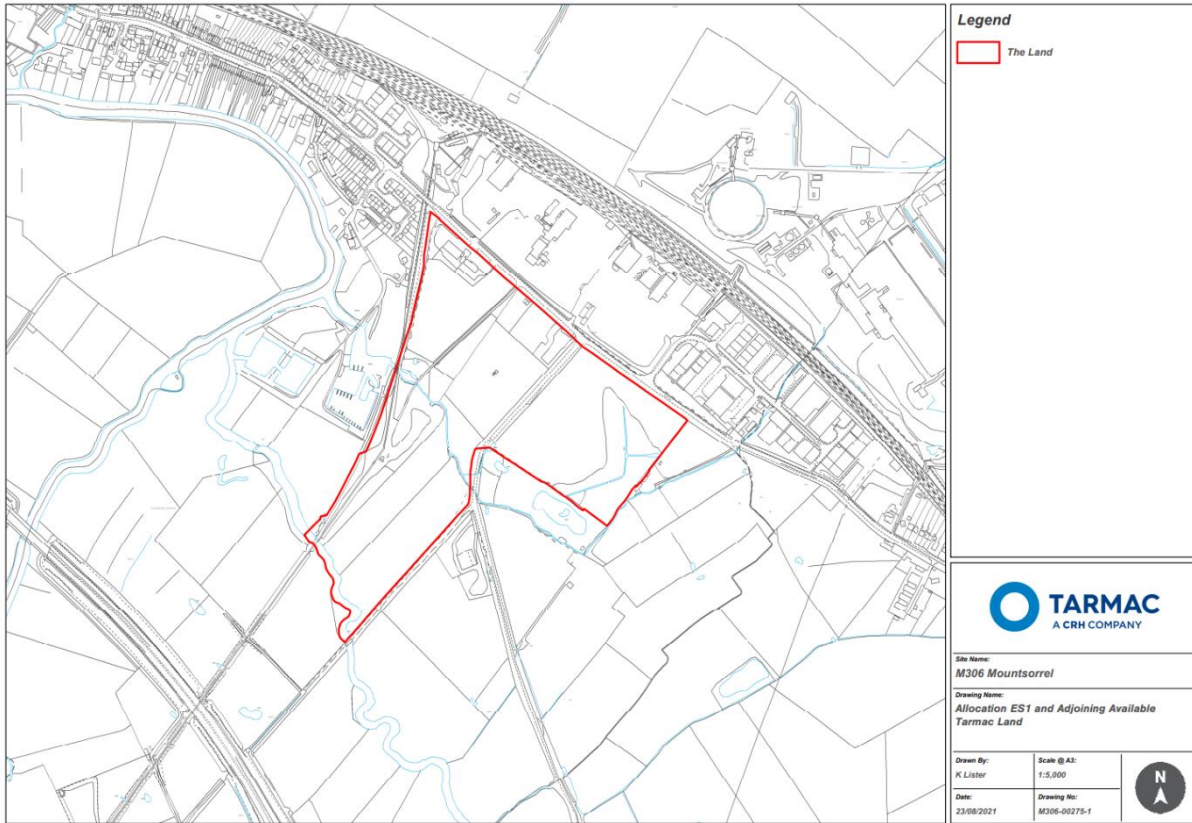 Legend
The Land
TARMAC
A CRH COMPANY
Site Name:
M306 Mountsorrel
Drawing Name:
Allocation ES1 and Adjoining Available
Tarmac Land
Drawn By:
K Lister
Scale @ A3:
1:5,000
Date:
23/08/2021
Drawing No:
M306-00275-1
N